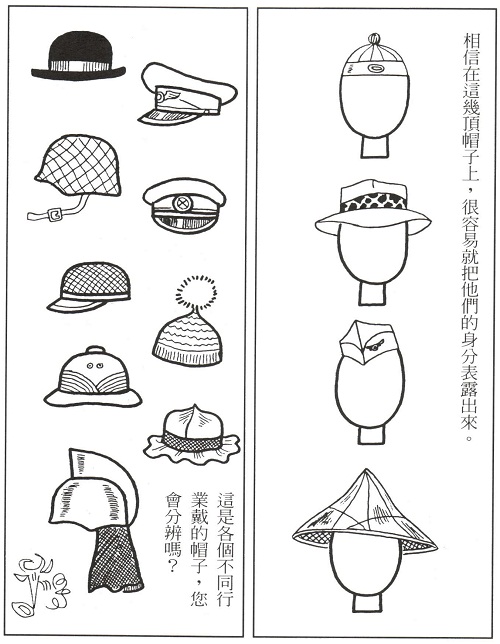 相信在這幾頂帽子上，很容易就把他們的身分表露出來。
這是各個不同行
業戴的帽子，您
會分辨嗎？